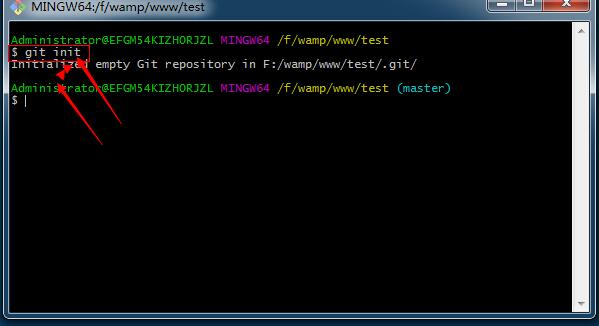 MINGW64:/f/wamp/www/test
Administrator@EFGM54KIZHORJZL MINGW64 /f/wamp/www/test
$ git init
Initialized empty Git repository in F:/wamp/www/test/.git/
Administrator@EFGM54KIZHORJZL MINGW64 /f/wamp/www/test (master)
$